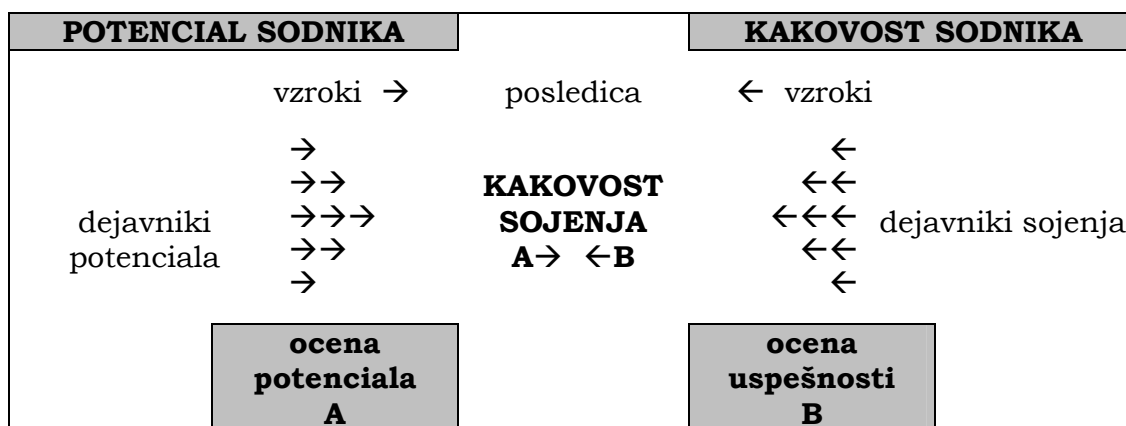 POTENCIAL SODNIKA KAKOVOST SODNIKA
vzroki → posledica ← vzroki
→ ←
→→ KAKOVOST ←←
dejavniki →→→ SOJENJA ←←← dejavniki sojenja
potenciala →→ A→ ←B ←←
→ ←
ocena ocena
potenciala uspešnosti
A B